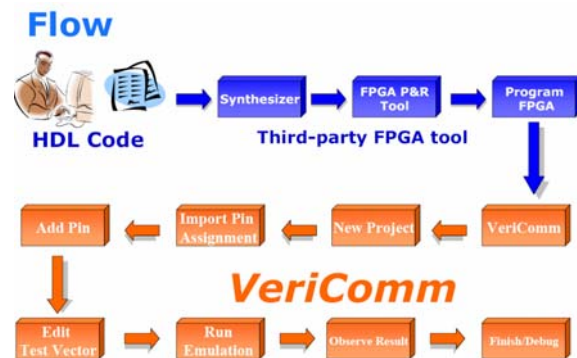 Flow
HDL Code
Synthesizer
FPGA P&R
Tool
Program
FPGA
Third-party FPGA tool
Add Pin
Import Pin
Assignment
New Project
VeriComm
VeriComm
Edit
Test Vector
Run
Emulation
Observe Result
Finish/Debug